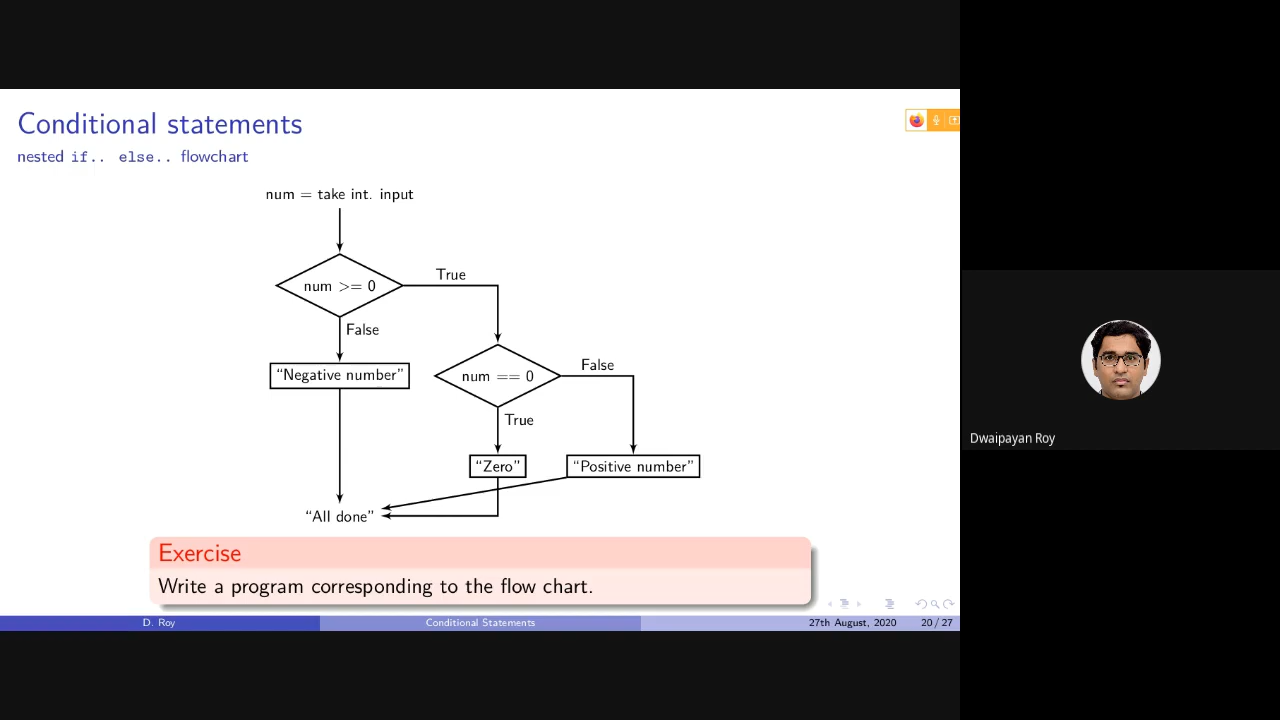 Conditional statements
nested if.. else.. flowchart
num = take int. input
True
num >= 0
False
False
“Negative number”
num == 0
True
“Zero”
“Positive number”
“All done”
Exercise
Write a program corresponding to the flow chart.
D. Roy
Conditional Statements
27th August, 2020
20 / 27
Dwaipayan Roy